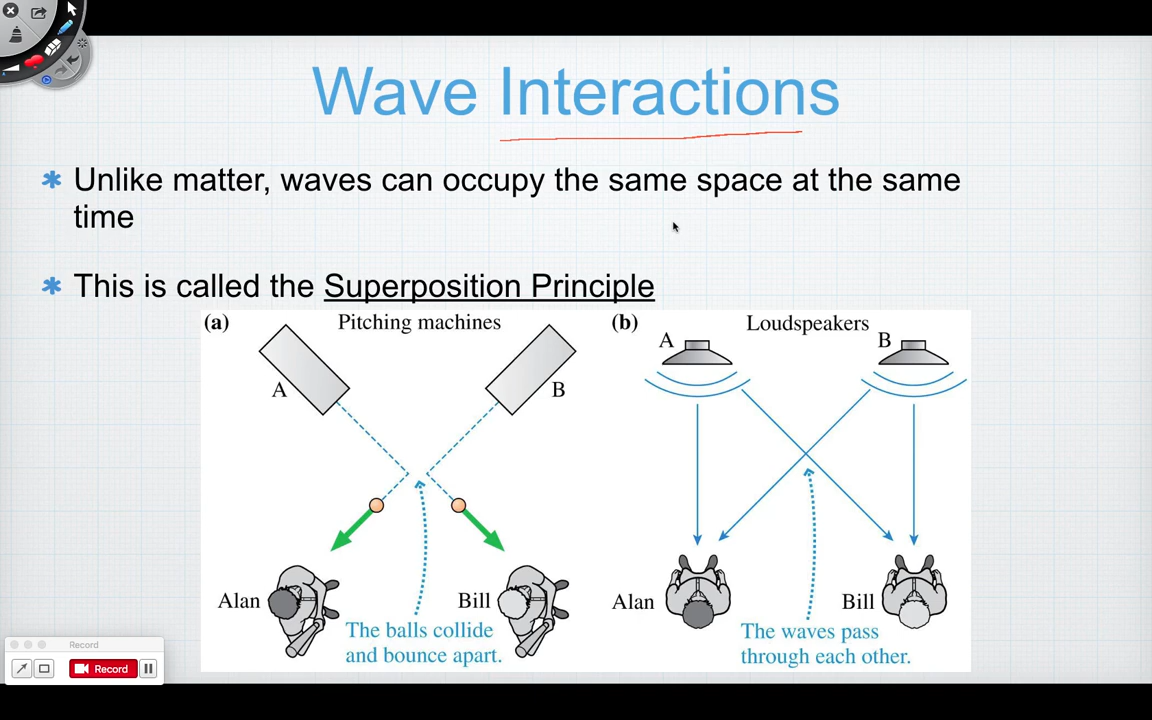 Wave Interactions
Unlike matter, waves can occupy the same space at the same
time
This is called the Superposition Principle
(a) Pitching machines
A
B
Alan
Bill
The balls collide
and bounce apart.
(b) Loudspeakers
A
B
Alan
Bill
The waves pass
through each other.
Record
Record